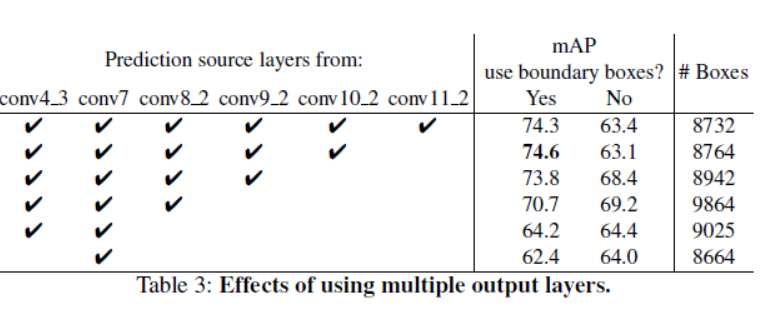 Prediction source layers from: mAP
use boundary boxes? # Boxes
conv4_3 conv7 conv8_2 conv9_2 conv10_2 conv11_2 Yes No
✔ ✔ ✔ ✔ ✔ ✔ 74.3 63.4 8732
✔ ✔ ✔ ✔ ✔ 74.6 63.1 8764
✔ ✔ ✔ ✔ 73.8 68.4 8942
✔ ✔ ✔ 70.7 69.2 9864
✔ ✔ 64.2 64.4 9025
✔ 62.4 64.0 8664
Table 3: Effects of using multiple output layers.